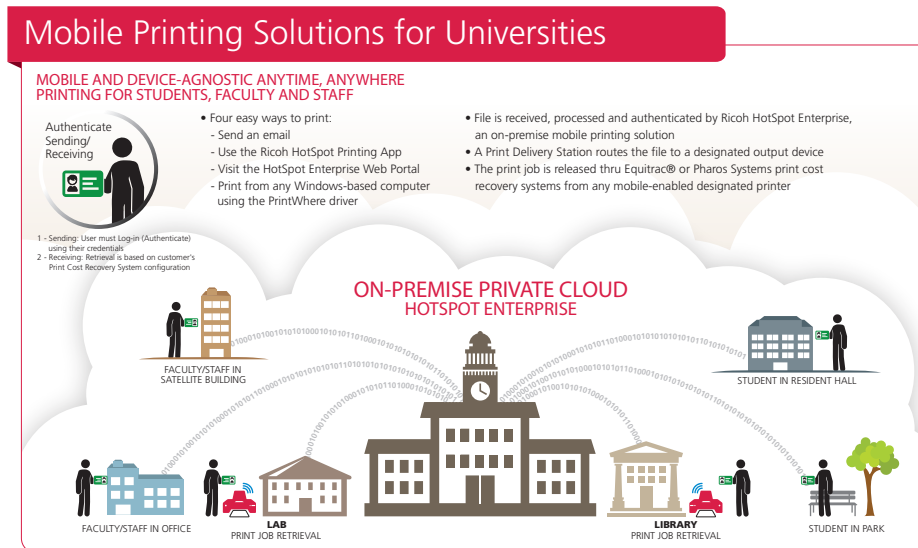 Mobile Printing Solutions for Universities
MOBILE AND DEVICE-AGNOSTIC ANYTIME, ANYWHERE
PRINTING FOR STUDENTS, FACULTY AND STAFF
Authenticate
Sending/
Receiving
1 - Sending: User must Log-in (Authenticate)
using their credentials
2 - Receiving: Retrieval is based on customer's
Print Cost Recovery System configuration
• Four easy ways to print:
- Send an email
- Use the Ricoh HotSpot Printing App
- Visit the HotSpot Enterprise Web Portal
- Print from any Windows-based computer
using the PrintWhere driver
• File is received, processed and authenticated by Ricoh HotSpot Enterprise,
an on-premise mobile printing solution
• A Print Delivery Station routes the file to a designated output device
• The print job is released thru Equitrac® or Pharos Systems print cost
recovery systems from any mobile-enabled designated printer
ON-PREMISE PRIVATE CLOUD
HOTSPOT ENTERPRISE
FACULTY/STAFF IN
SATELLITE BUILDING
STUDENT IN RESIDENT HALL
FACULTY/STAFF IN OFFICE
LAB
PRINT JOB RETRIEVAL
LIBRARY
PRINT JOB RETRIEVAL
STUDENT IN PARK